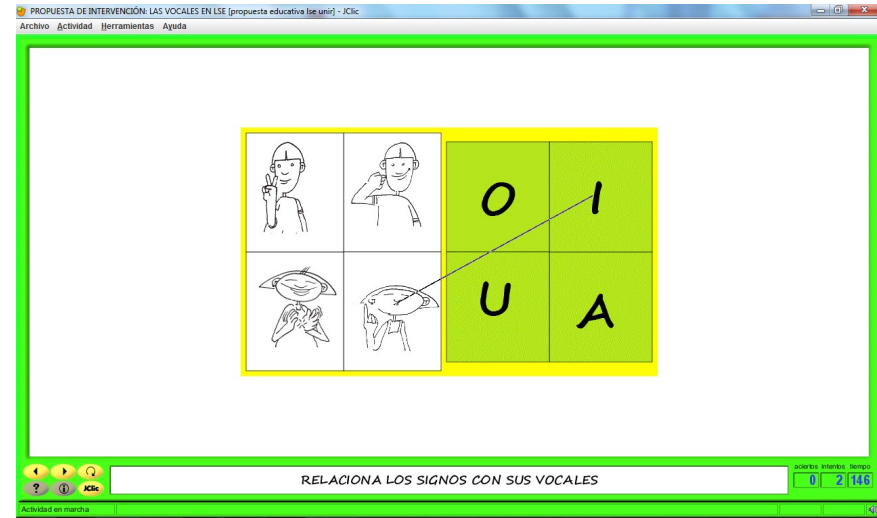 PROPUESTA DE INTERVENCIÓN: LAS VOCALES EN LSE [propuesta educativa lse unir] - JClic
Archivo Actividad Herramientas Ayuda
O I
U A
aciertos intentos tiempo
RELACIONA LOS SIGNOS CON SUS VOCALES
0 2 146
? i JClic
Actividad en marcha